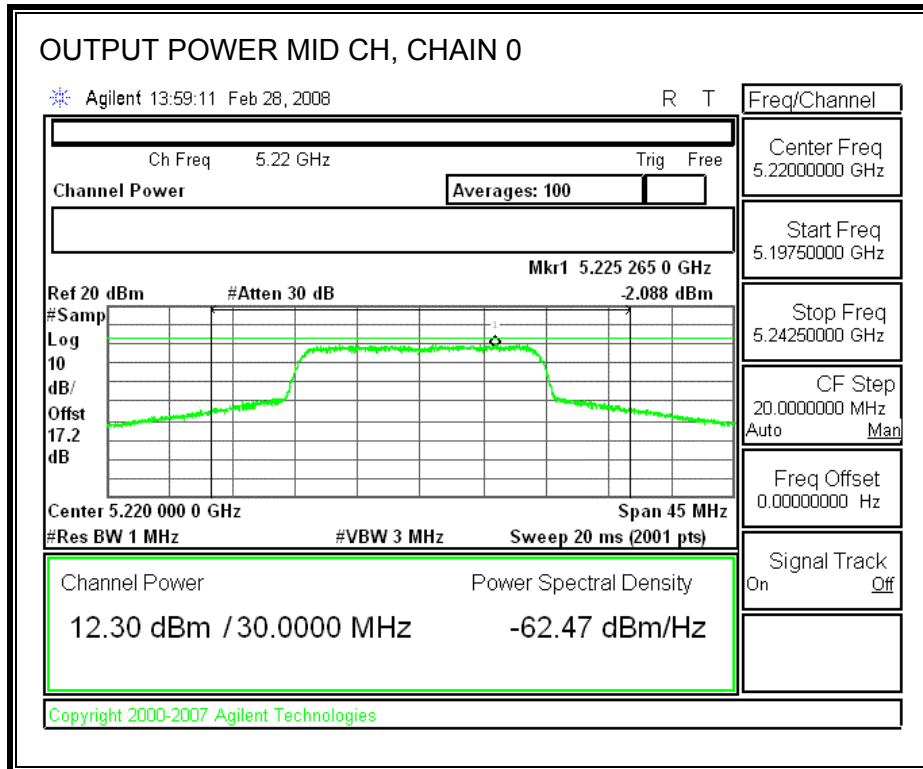 OUTPUT POWER MID CH, CHAIN 0
Agilent 13:59:11 Feb 28, 2008 R T
Ch Freq 5.22 GHz Trig Free
Channel Power Averages: 100
Mkr1 5.225 265 0 GHz
Ref 20 dBm #Atten 30 dB -2.088 dBm
#Samp
Log
10
dB/
Offst
17.2
dB
1
Center 5.220 000 0 GHz Span 45 MHz
#Res BW 1 MHz #VBW 3 MHz Sweep 20 ms (2001 pts)
Channel Power Power Spectral Density
12.30 dBm / 30.0000 MHz -62.47 dBm/Hz
Copyright 2000-2007 Agilent Technologies
Freq/Channel
Center Freq
5.22000000 GHz
Start Freq
5.19750000 GHz
Stop Freq
5.24250000 GHz
CF Step
20.0000000 MHz
Auto Man
Freq Offset
0.00000000 Hz
Signal Track
On Off